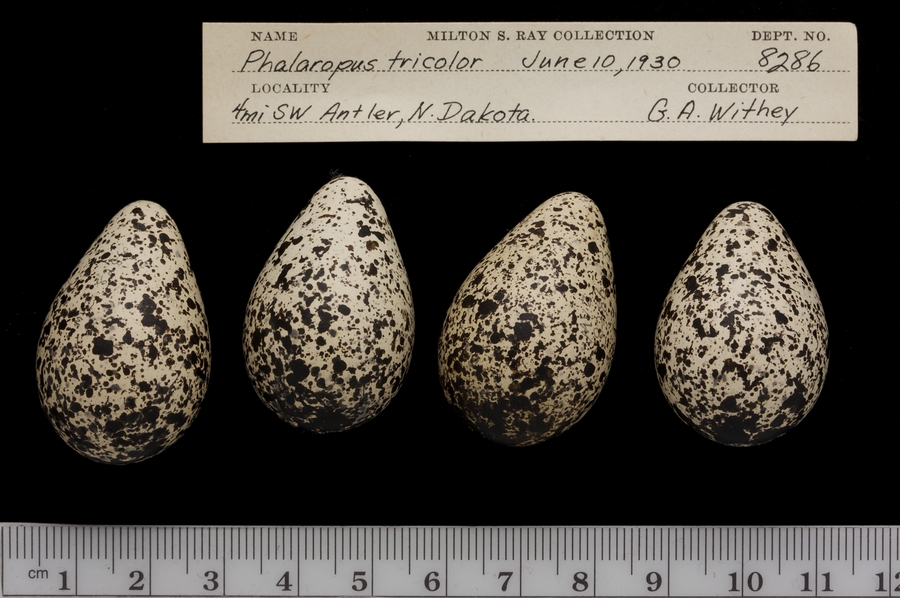 NAME MILTON S. RAY COLLECTION DEPT. NO.
Phalaropus tricolor June 10, 1930 8286
LOCALITY COLLECTOR
4mi SW Antler, N. Dakota. G. A. Withey
cm 1 2 3 4 5 6 7 8 9 10 11 12